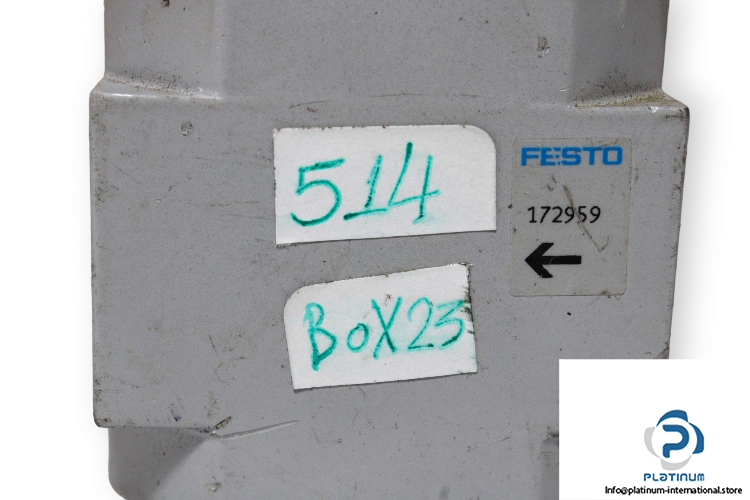 514
FESTO
172959
BoX23
PLATINUM
Info@platinum-international.store